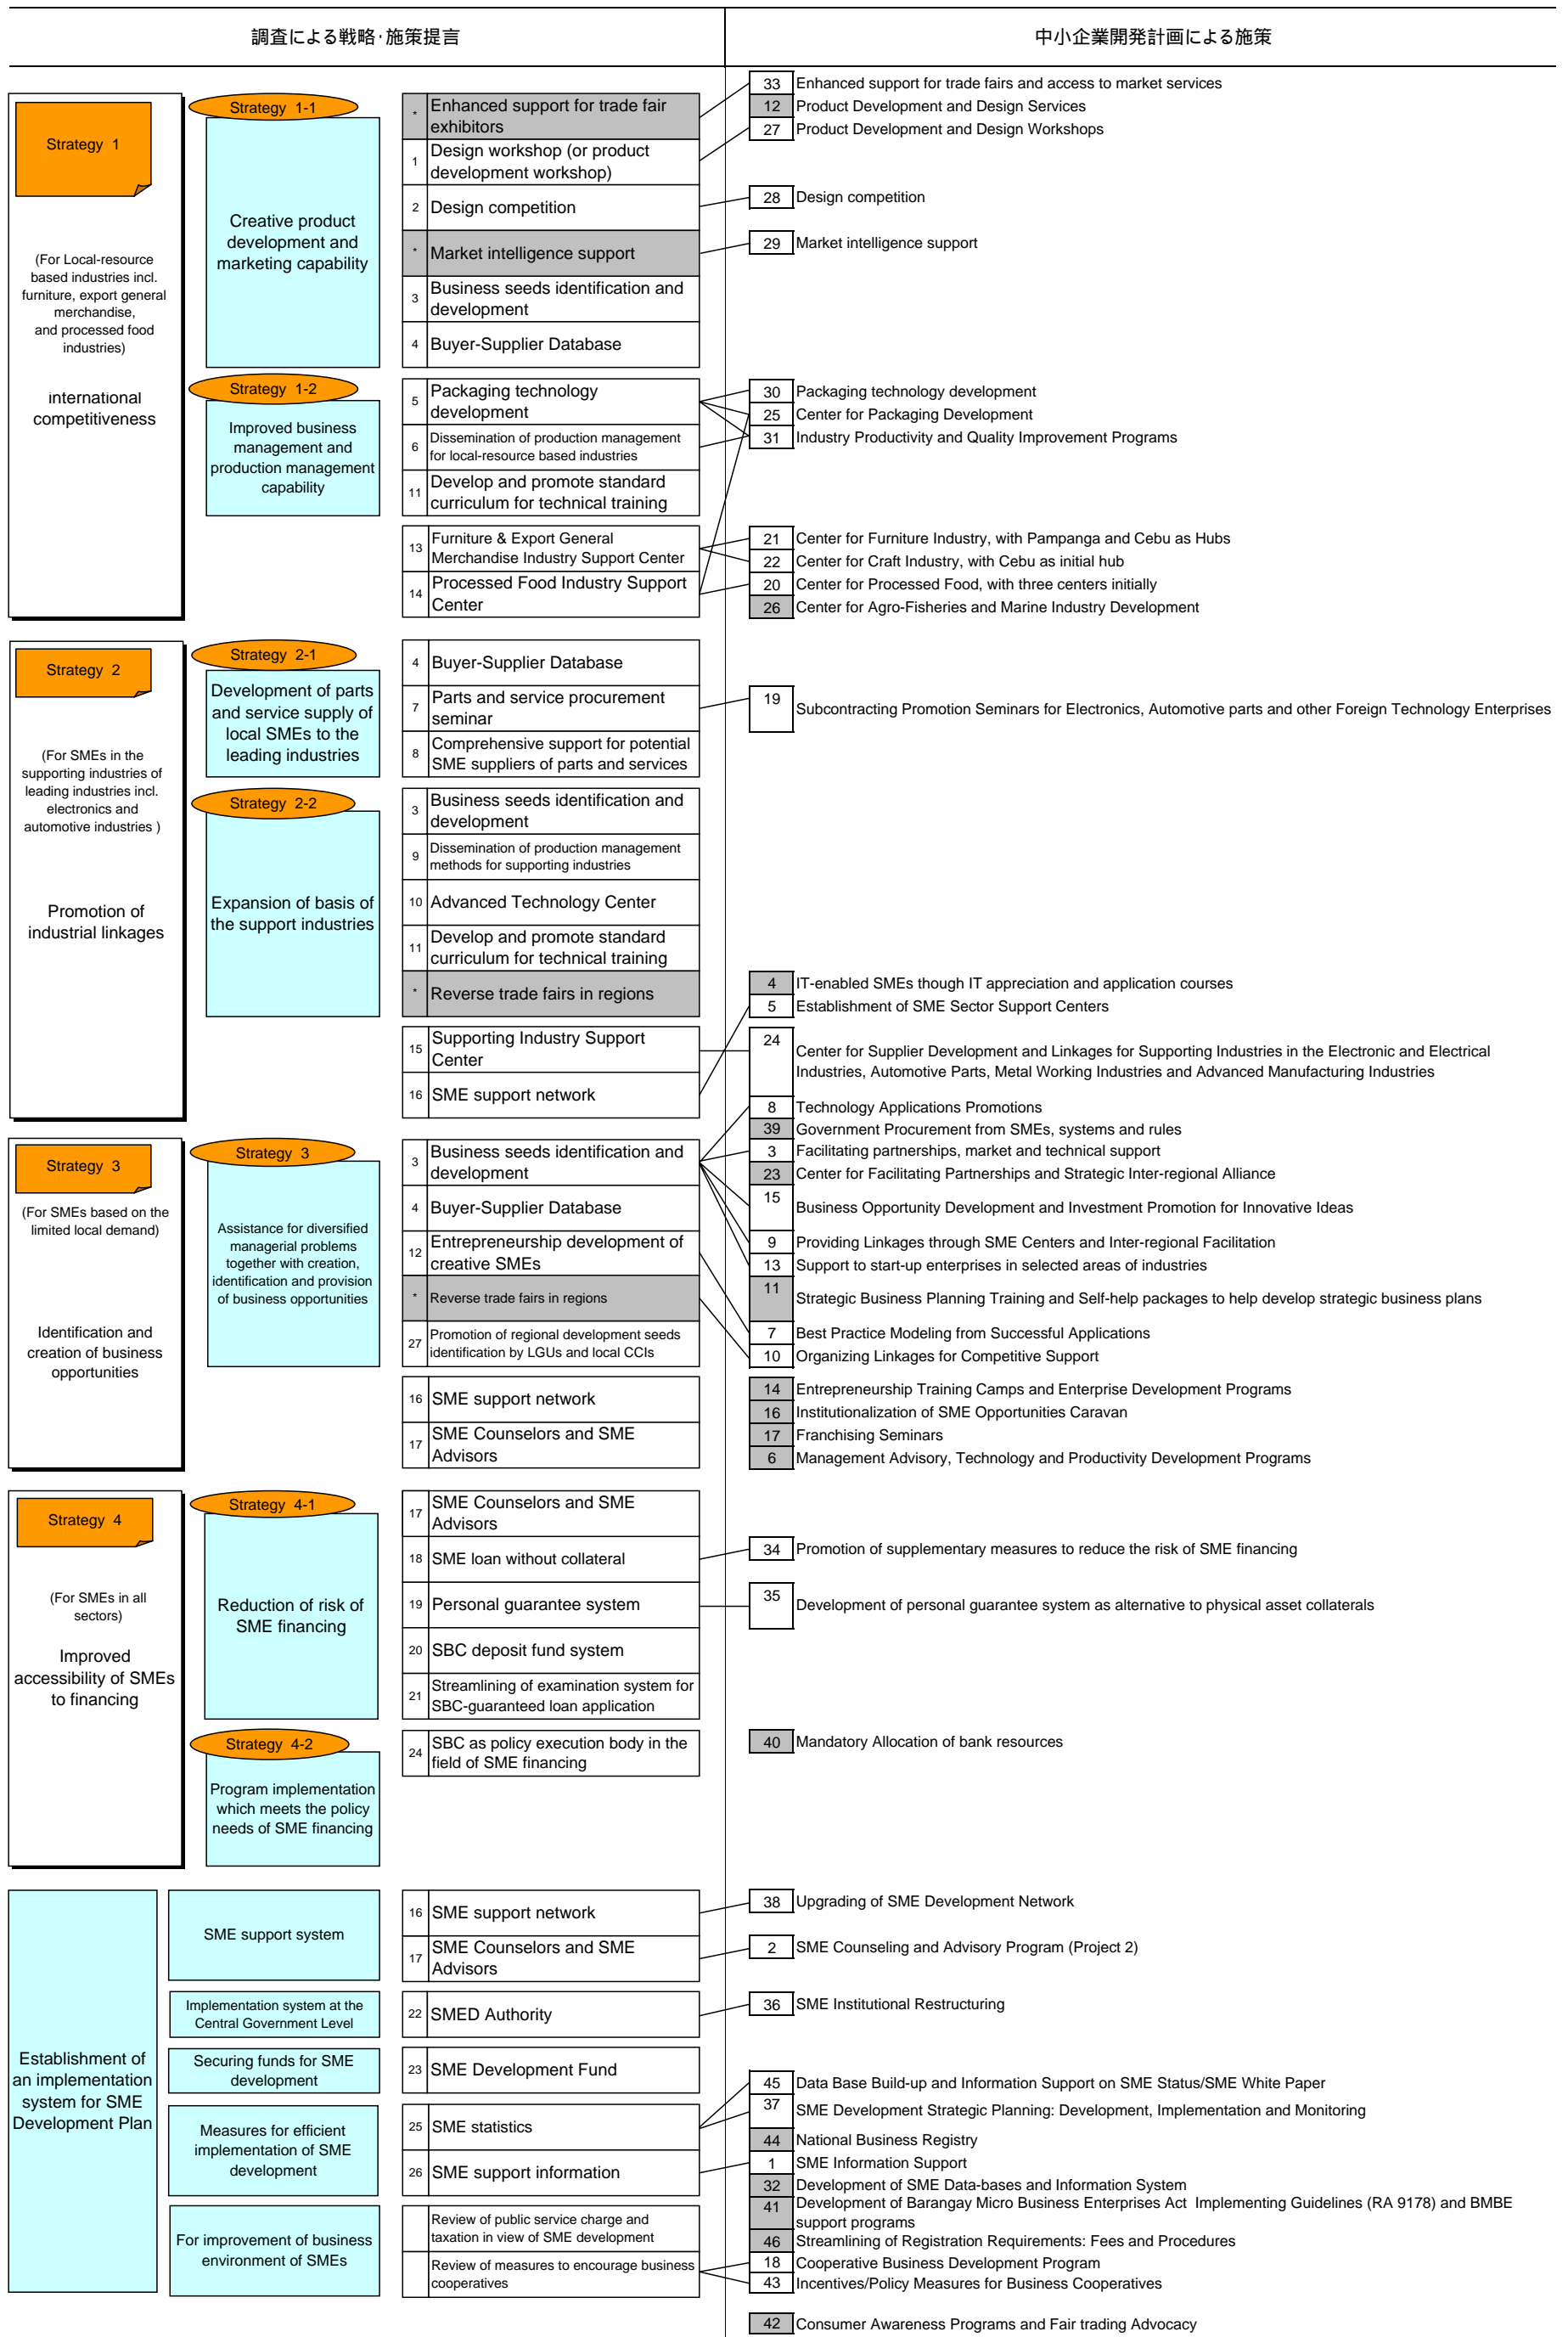 調査による戦略・施策提言
中小企業開発計画による施策
Strategy 1
(For Local-resource
based industries incl.
furniture, export general
merchandise,
and processed food
industries)
international
competitiveness
Strategy 1-1
Creative product
development and
marketing capability
* Enhanced support for trade fair
exhibitors
1 Design workshop (or product
development workshop)
2 Design competition
* Market intelligence support
3 Business seeds identification and
development
4 Buyer-Supplier Database
33 Enhanced support for trade fairs and access to market services
12 Product Development and Design Services
27 Product Development and Design Workshops
28 Design competition
29 Market intelligence support
Strategy 1-2
Improved business
management and
production management
capability
5 Packaging technology
development
6 Dissemination of production management
for local-resource based industries
11 Develop and promote standard
curriculum for technical training
13 Furniture & Export General
Merchandise Industry Support Center
14 Processed Food Industry Support
Center
30 Packaging technology development
25 Center for Packaging Development
31 Industry Productivity and Quality Improvement Programs
21 Center for Furniture Industry, with Pampanga and Cebu as Hubs
22 Center for Craft Industry, with Cebu as initial hub
20 Center for Processed Food, with three centers initially
26 Center for Agro-Fisheries and Marine Industry Development
Strategy 2
(For SMEs in the
supporting industries of
leading industries incl.
electronics and
automotive industries )
Promotion of
industrial linkages
Strategy 2-1
Development of parts
and service supply of
local SMEs to the
leading industries
4 Buyer-Supplier Database
7 Parts and service procurement
seminar
8 Comprehensive support for potential
SME suppliers of parts and services
19 Subcontracting Promotion Seminars for Electronics, Automotive parts and other Foreign Technology Enterprises
Strategy 2-2
Expansion of basis of
the support industries
3 Business seeds identification and
development
9 Dissemination of production management
methods for supporting industries
10 Advanced Technology Center
11 Develop and promote standard
curriculum for technical training
* Reverse trade fairs in regions
15 Supporting Industry Support
Center
16 SME support network
4 IT-enabled SMEs though IT appreciation and application courses
5 Establishment of SME Sector Support Centers
24 Center for Supplier Development and Linkages for Supporting Industries in the Electronic and Electrical
Industries, Automotive Parts, Metal Working Industries and Advanced Manufacturing Industries
8 Technology Applications Promotions
39 Government Procurement from SMEs, systems and rules
3 Facilitating partnerships, market and technical support
23 Center for Facilitating Partnerships and Strategic Inter-regional Alliance
15 Business Opportunity Development and Investment Promotion for Innovative Ideas
9 Providing Linkages through SME Centers and Inter-regional Facilitation
13 Support to start-up enterprises in selected areas of industries
11 Strategic Business Planning Training and Self-help packages to help develop strategic business plans
7 Best Practice Modeling from Successful Applications
10 Organizing Linkages for Competitive Support
14 Entrepreneurship Training Camps and Enterprise Development Programs
16 Institutionalization of SME Opportunities Caravan
17 Franchising Seminars
6 Management Advisory, Technology and Productivity Development Programs
Strategy 3
(For SMEs based on the
limited local demand)
Identification and
creation of business
opportunities
Strategy 3
Assistance for diversified
managerial problems
together with creation,
identification and provision
of business opportunities
3 Business seeds identification and
development
4 Buyer-Supplier Database
12 Entrepreneurship development of
creative SMEs
* Reverse trade fairs in regions
27 Promotion of regional development seeds
identification by LGUs and local CCIs
16 SME support network
17 SME Counselors and SME
Advisors
Strategy 4
(For SMEs in all
sectors)
Improved
accessibility of SMEs
to financing
Strategy 4-1
Reduction of risk of
SME financing
17 SME Counselors and SME
Advisors
18 SME loan without collateral
19 Personal guarantee system
20 SBC deposit fund system
21 Streamlining of examination system for
SBC-guaranteed loan application
34 Promotion of supplementary measures to reduce the risk of SME financing
35 Development of personal guarantee system as alternative to physical asset collaterals
Strategy 4-2
Program implementation
which meets the policy
needs of SME financing
24 SBC as policy execution body in the
field of SME financing
40 Mandatory Allocation of bank resources
Establishment of
an implementation
system for SME
Development Plan
SME support system
16 SME support network
17 SME Counselors and SME
Advisors
38 Upgrading of SME Development Network
2 SME Counseling and Advisory Program (Project 2)
Implementation system at the
Central Government Level
22 SMED Authority
36 SME Institutional Restructuring
Securing funds for SME
development
23 SME Development Fund
Measures for efficient
implementation of SME
development
25 SME statistics
26 SME support information
45 Data Base Build-up and Information Support on SME Status/SME White Paper
37 SME Development Strategic Planning: Development, Implementation and Monitoring
44 National Business Registry
1 SME Information Support
32 Development of SME Data-bases and Information System
41 Development of Barangay Micro Business Enterprises Act Implementing Guidelines (RA 9178) and BMBE
support programs
For improvement of business
environment of SMEs
Review of public service charge and
taxation in view of SME development
Review of measures to encourage business
cooperatives
46 Streamlining of Registration Requirements: Fees and Procedures
18 Cooperative Business Development Program
43 Incentives/Policy Measures for Business Cooperatives
42 Consumer Awareness Programs and Fair trading Advocacy